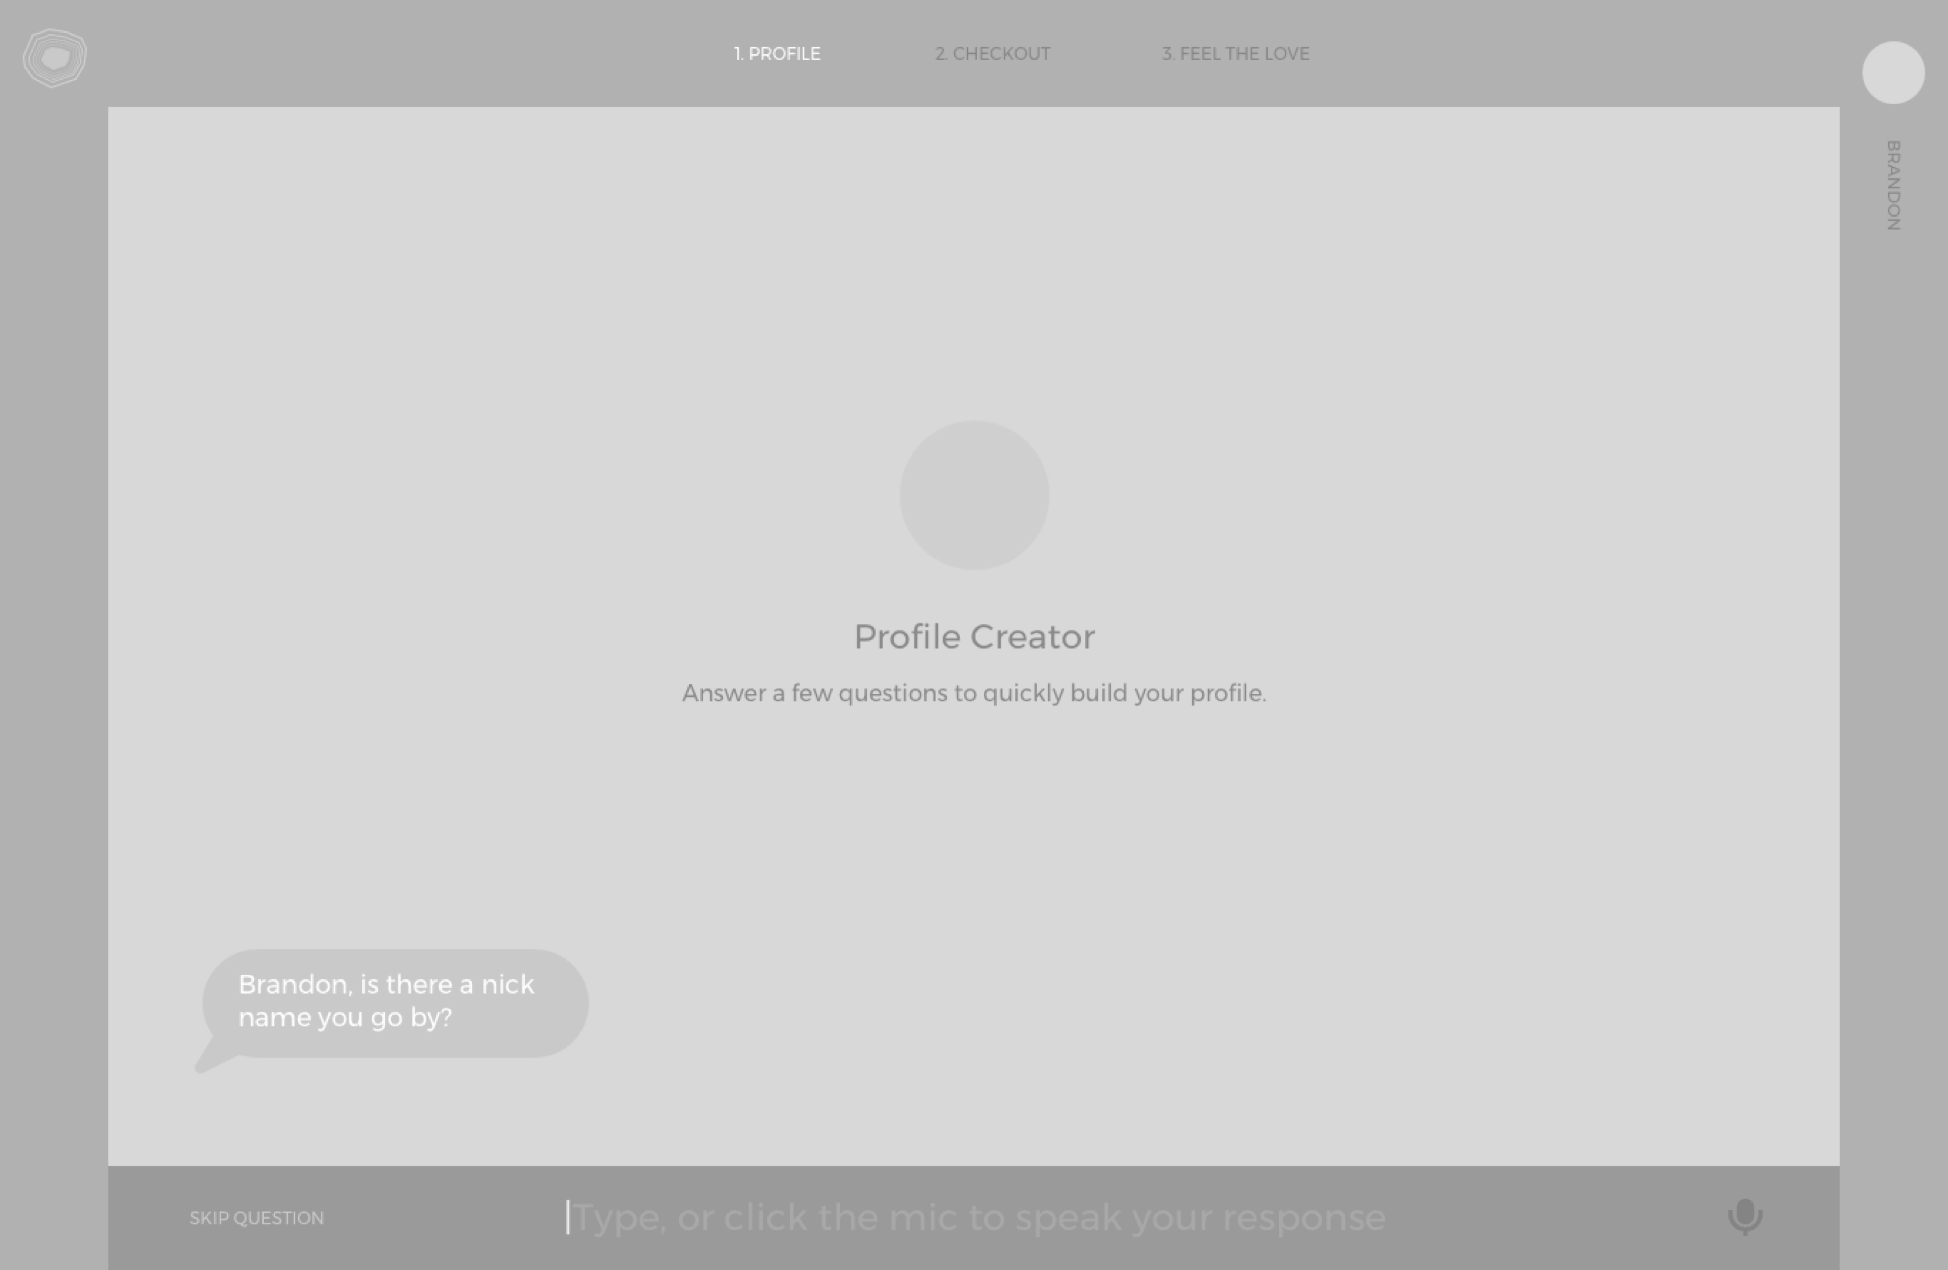 1. PROFILE
2. CHECKOUT
3. FEEL THE LOVE
BRANDON
Profile Creator
Answer a few questions to quickly build your profile.
Brandon, is there a nick
name you go by?
SKIP QUESTION
Type, or click the mic to speak your response